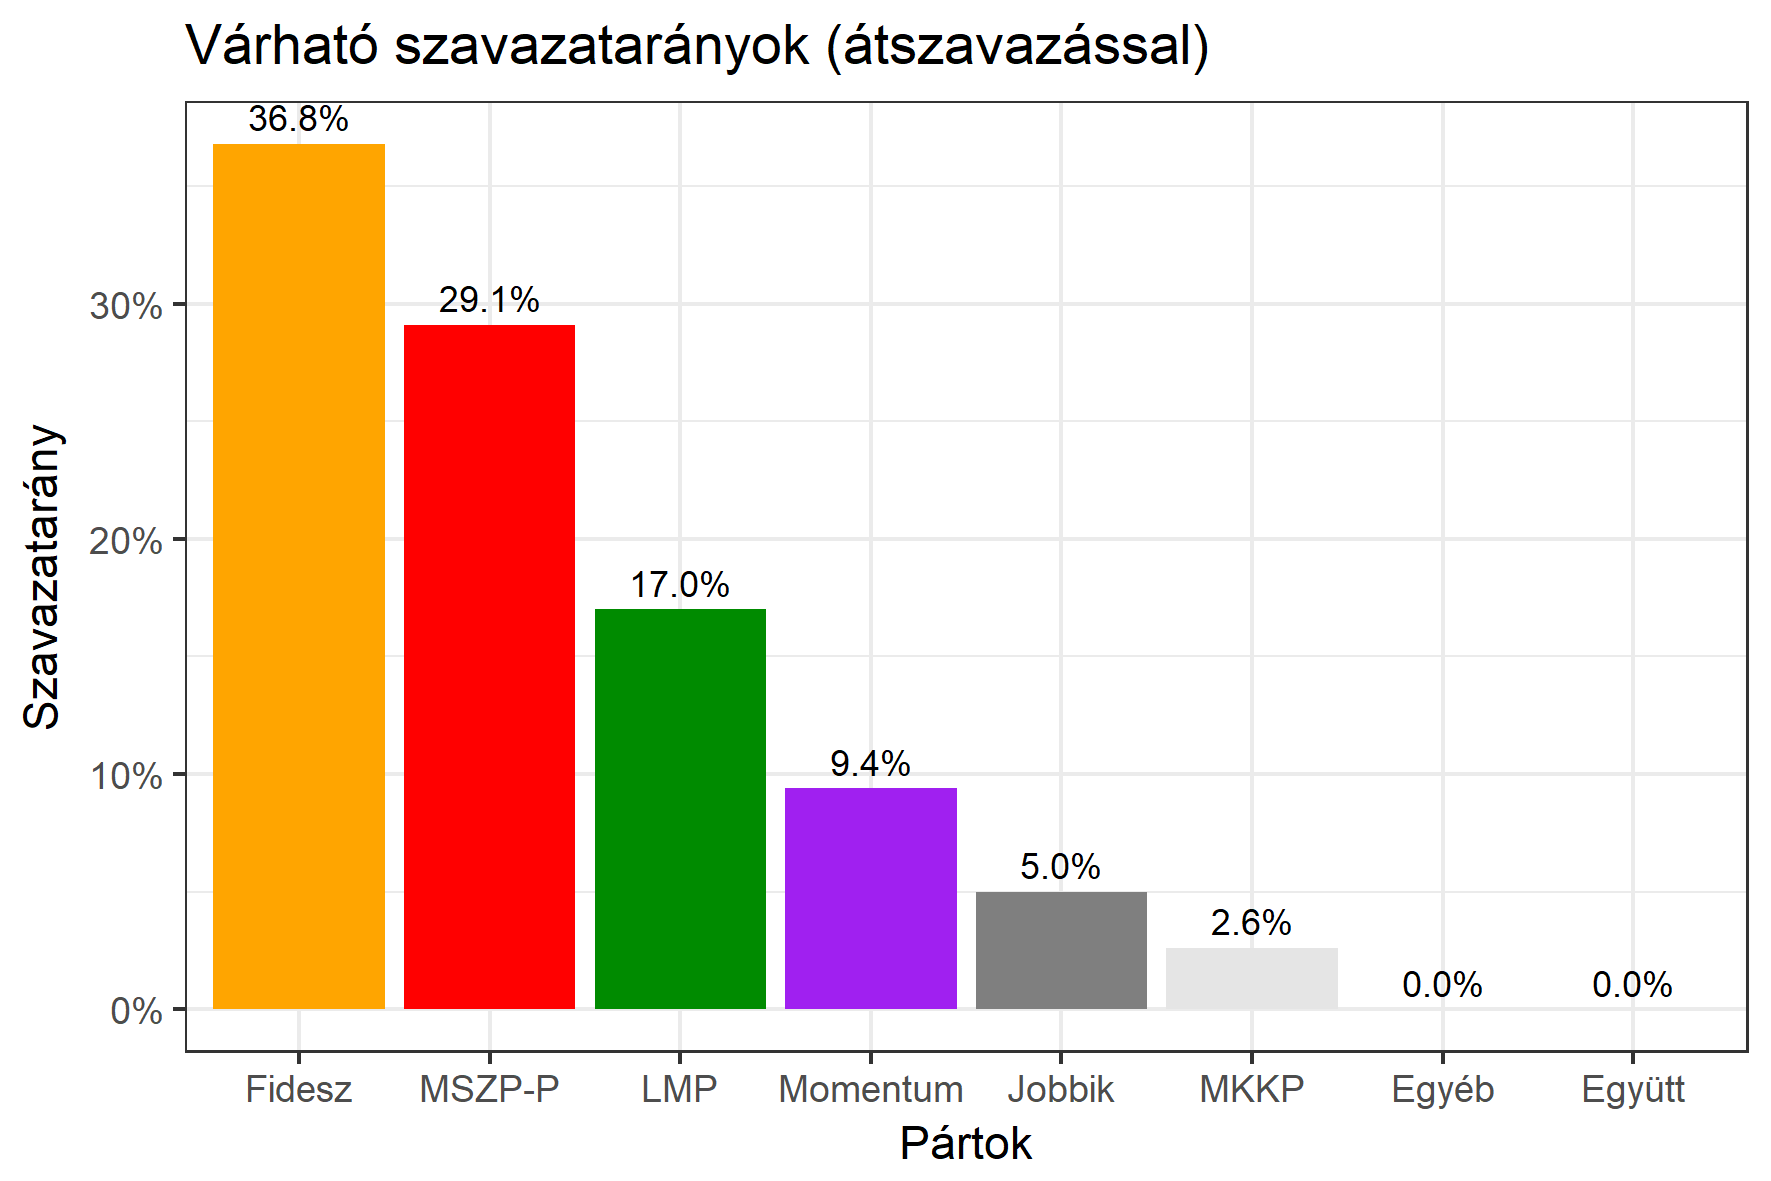 Várható szavazatarányok (átszavazással)
36.8%
29.1%
17.0%
9.4%
5.0%
2.6%
0.0%
0.0%
Szavazatarány
30%
20%
10%
0%
Fidesz
MSZP-P
LMP
Momentum
Jobbik
MKKP
Egyéb
Együtt
Pártok